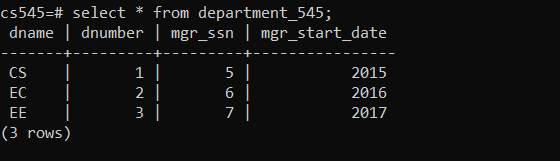 cs545=# select * from department_545;
 dname | dnumber | mgr_ssn | mgr_start_date
-------+---------+---------+----------------
 CS    |       1 |       5 |           2015
 EC    |       2 |       6 |           2016
 EE    |       3 |       7 |           2017
(3 rows)